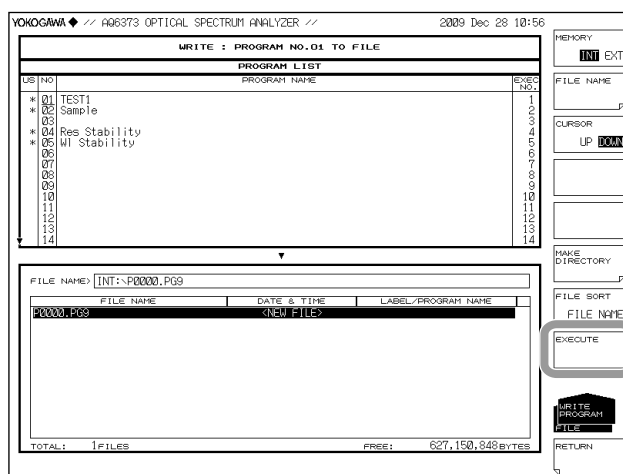 YOKOGAWA ◆ // AQ6373 OPTICAL SPECTRUM ANALYZER // 2009 Dec 28 10:56
WRITE : PROGRAM NO.01 TO FILE
PROGRAM LIST
US NO PROGRAM NAME EXEC NO.
* 01 TEST1 1
* 02 Sample 2
03 3
* 04 Res Stability 4
* 05 Wl Stability 5
06 6
07 7
08 8
09 9
10 10
11 11
12 12
13 13
14 14
FILE NAME> INT:\P0000.PG9
FILE NAME DATE & TIME LABEL/PROGRAM NAME
P0000.PG9 <NEW FILE>
TOTAL: 1FILES FREE: 627,150,848BYTES
MEMORY
INT EXT
FILE NAME
CURSOR
UP DOWN
MAKE
DIRECTORY
FILE SORT
FILE NAME
EXECUTE
WRITE
PROGRAM
FILE
RETURN